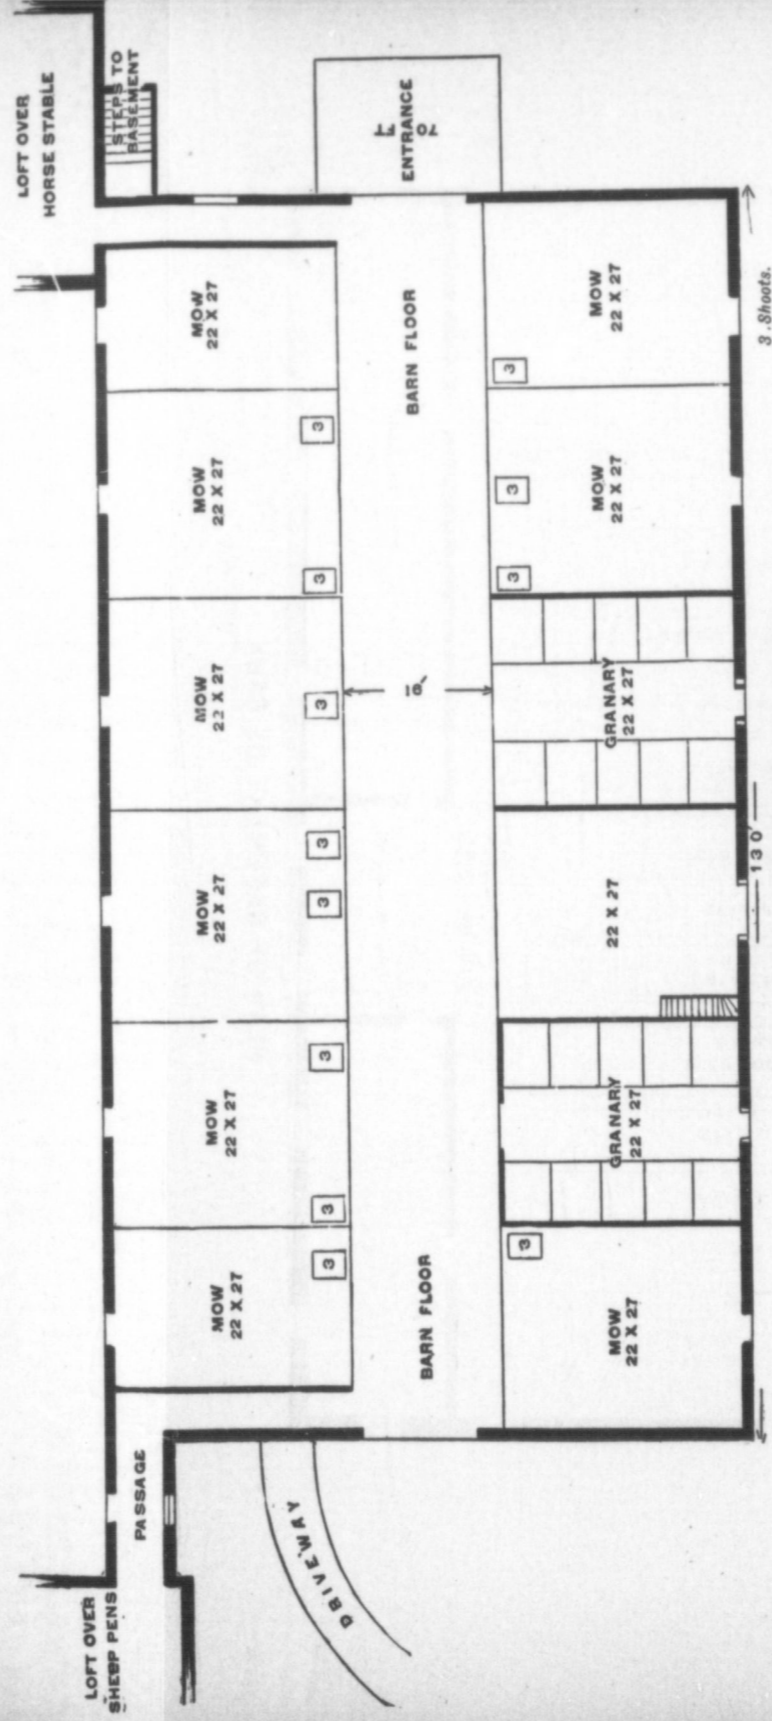 LOFT OVER
HORSE STABLE
STEPS TO
BASEMENT
70 FT
ENTRANCE
MOW
22 X 27
BARN FLOOR
MOW
22 X 27
3
3
MOW
22 X 27
3
MOW
22 X 27
3
3
3
MOW
22 X 27
3
GRANARY
22 X 27
3
3
MOW
22 X 27
22 X 27
130'
3
MOW
22 X 27
GRANARY
22 X 27
3
3
MOW
22 X 27
BARN FLOOR
3
MOW
22 X 27
PASSAGE
DRIVEWAY
LOFT OVER
SHEEP PENS
3. Shoots.